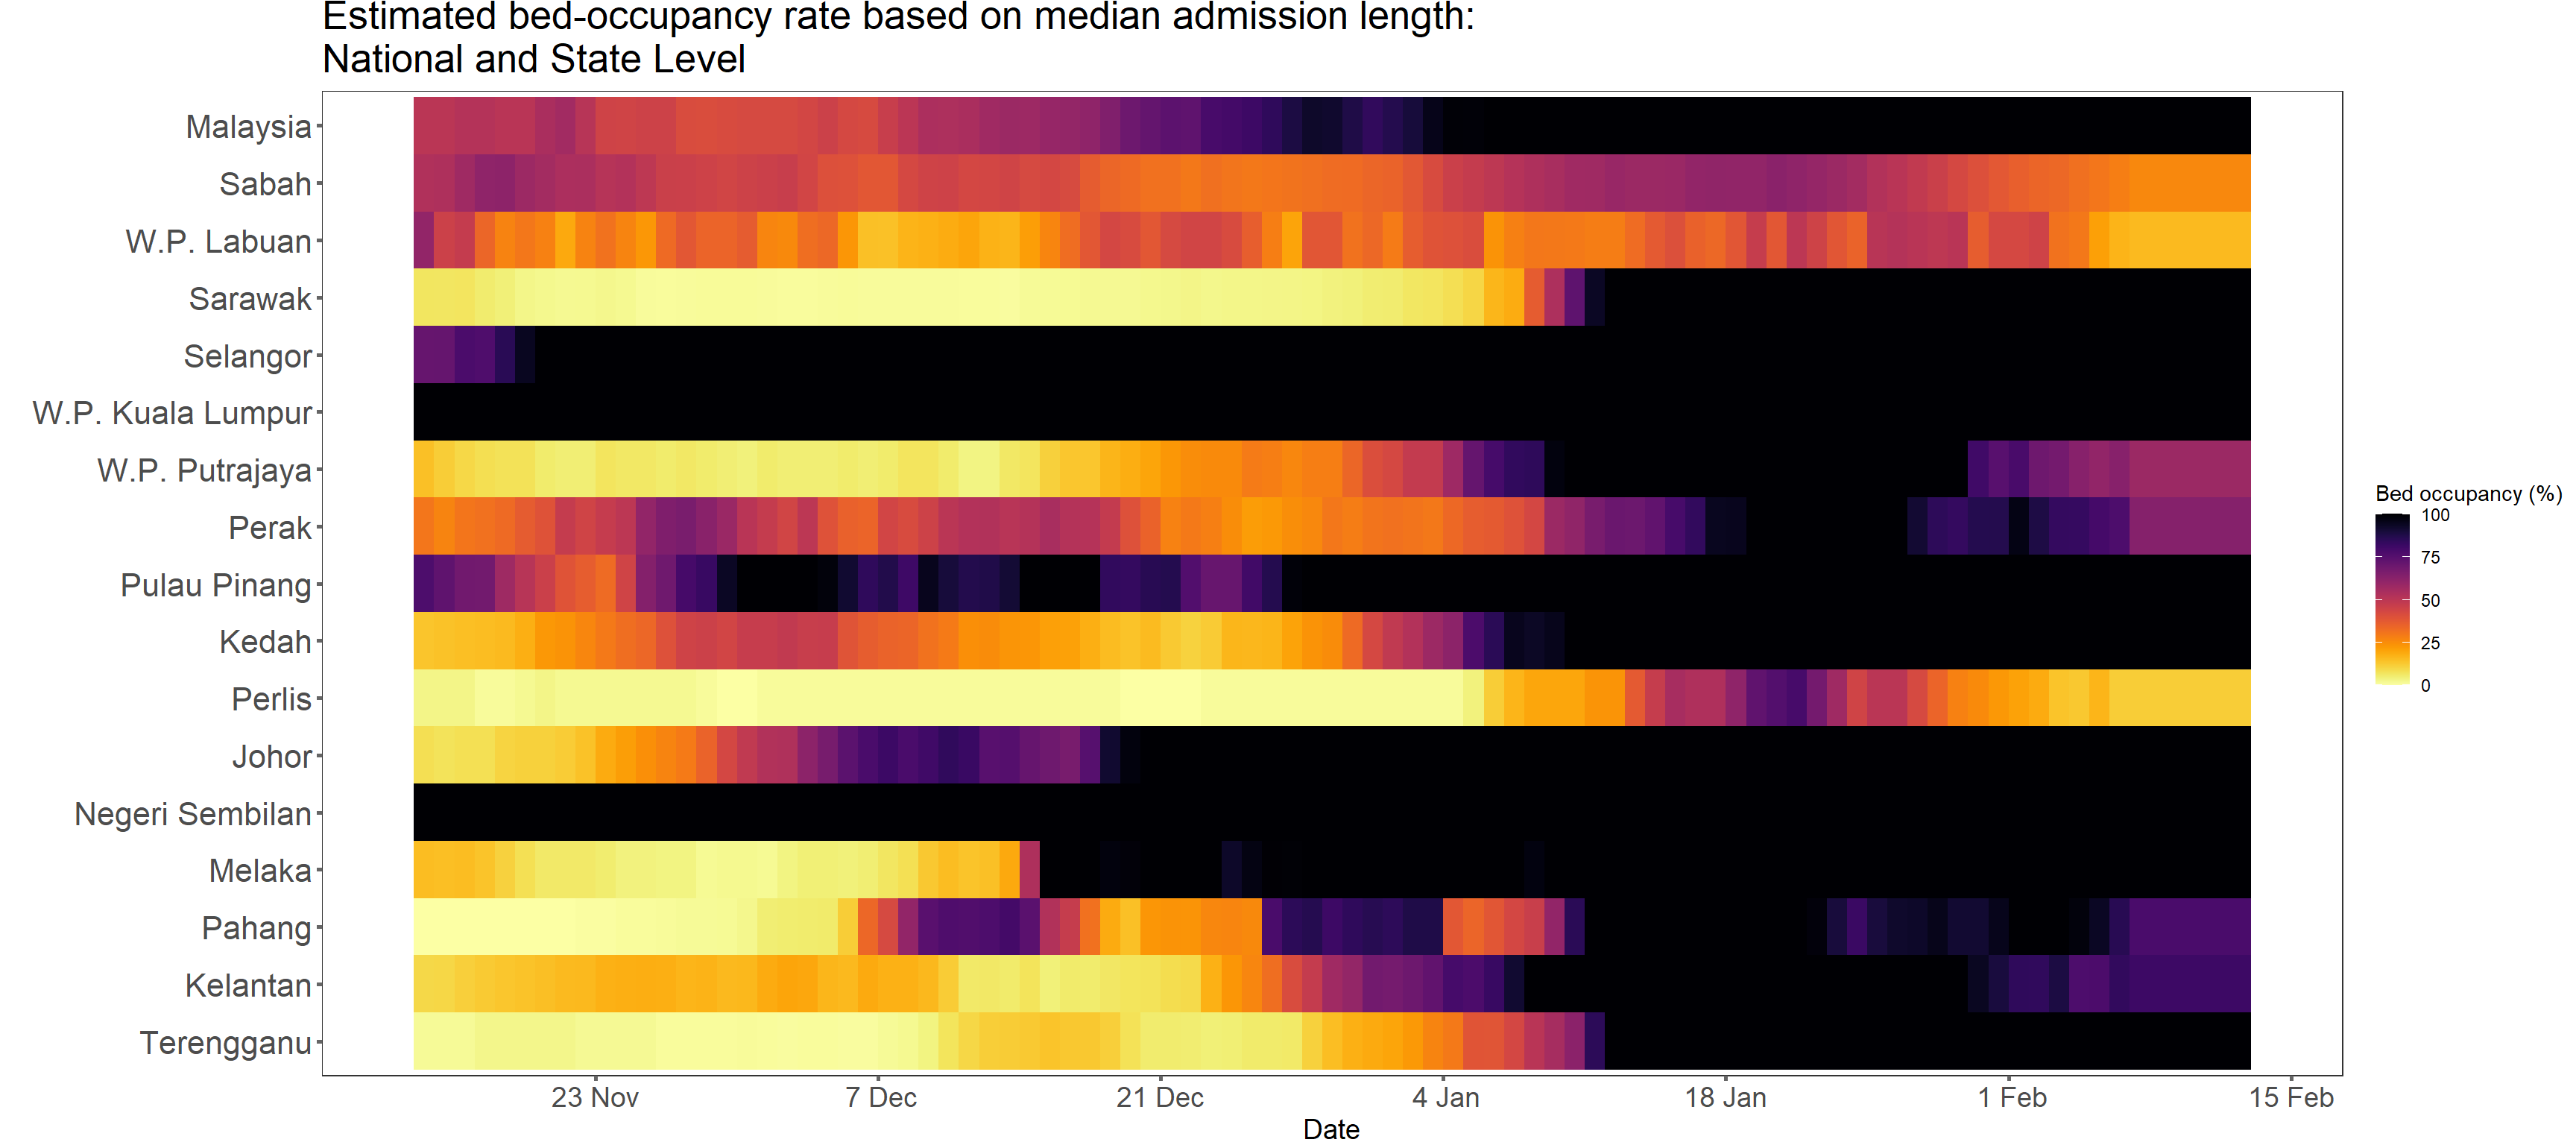 Estimated bed-occupancy rate based on median admission length:
National and State Level
Malaysia
Sabah
W.P. Labuan
Sarawak
Selangor
W.P. Kuala Lumpur
W.P. Putrajaya
Perak
Pulau Pinang
Kedah
Perlis
Johor
Negeri Sembilan
Melaka
Pahang
Kelantan
Terengganu
23 Nov
7 Dec
21 Dec
4 Jan
18 Jan
1 Feb
15 Feb
Date
Bed occupancy (%)
100
75
50
25
0